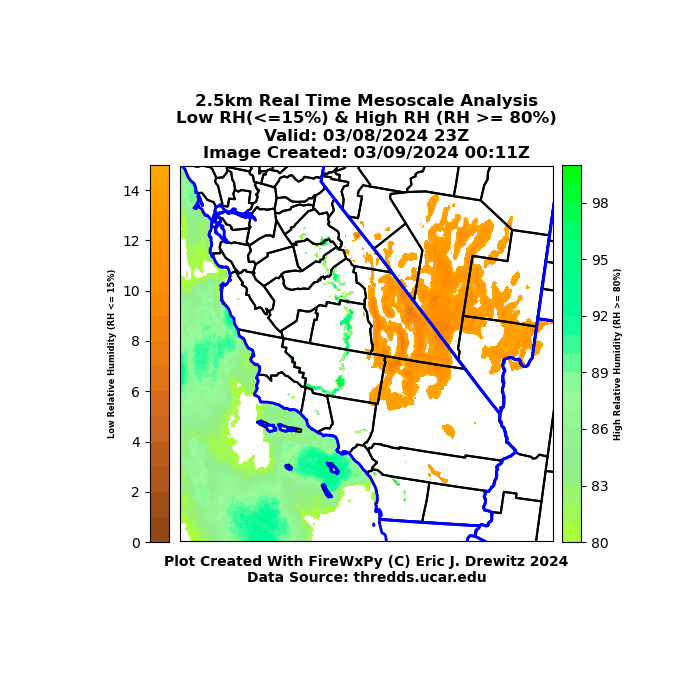 2.5km Real Time Mesoscale Analysis
Low RH(<=15%) & High RH (RH >= 80%)
Valid: 03/08/2024 23Z
Image Created: 03/09/2024 00:11Z
14
12
10
8
6
4
2
0
Low Relative Humidity (RH <= 15%)
98
95
92
89
86
83
80
High Relative Humidity (RH >= 80%)
Plot Created With FireWxPy (C) Eric J. Drewitz 2024
Data Source: thredds.ucar.edu